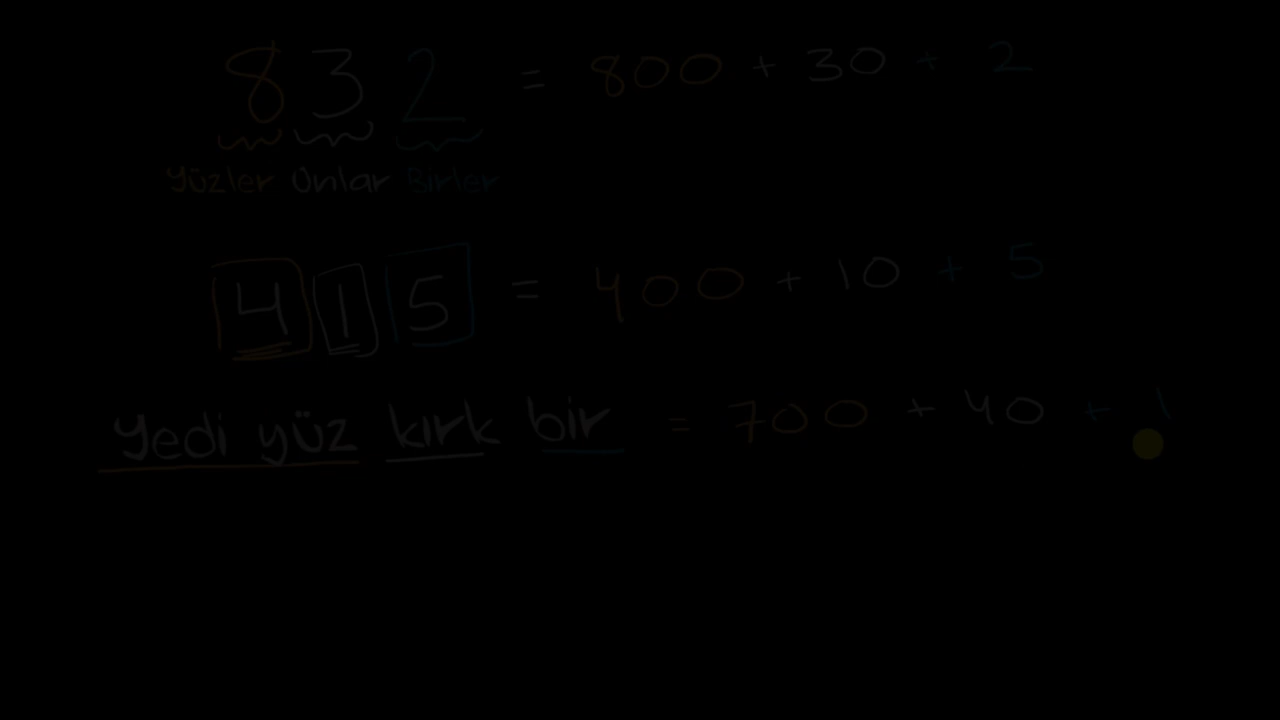 832 = 800 + 30 + 2
Yüzler Onlar Birler
415 = 400 + 10 + 5
Yedi yüz kırk bir = 700 + 40 + 1